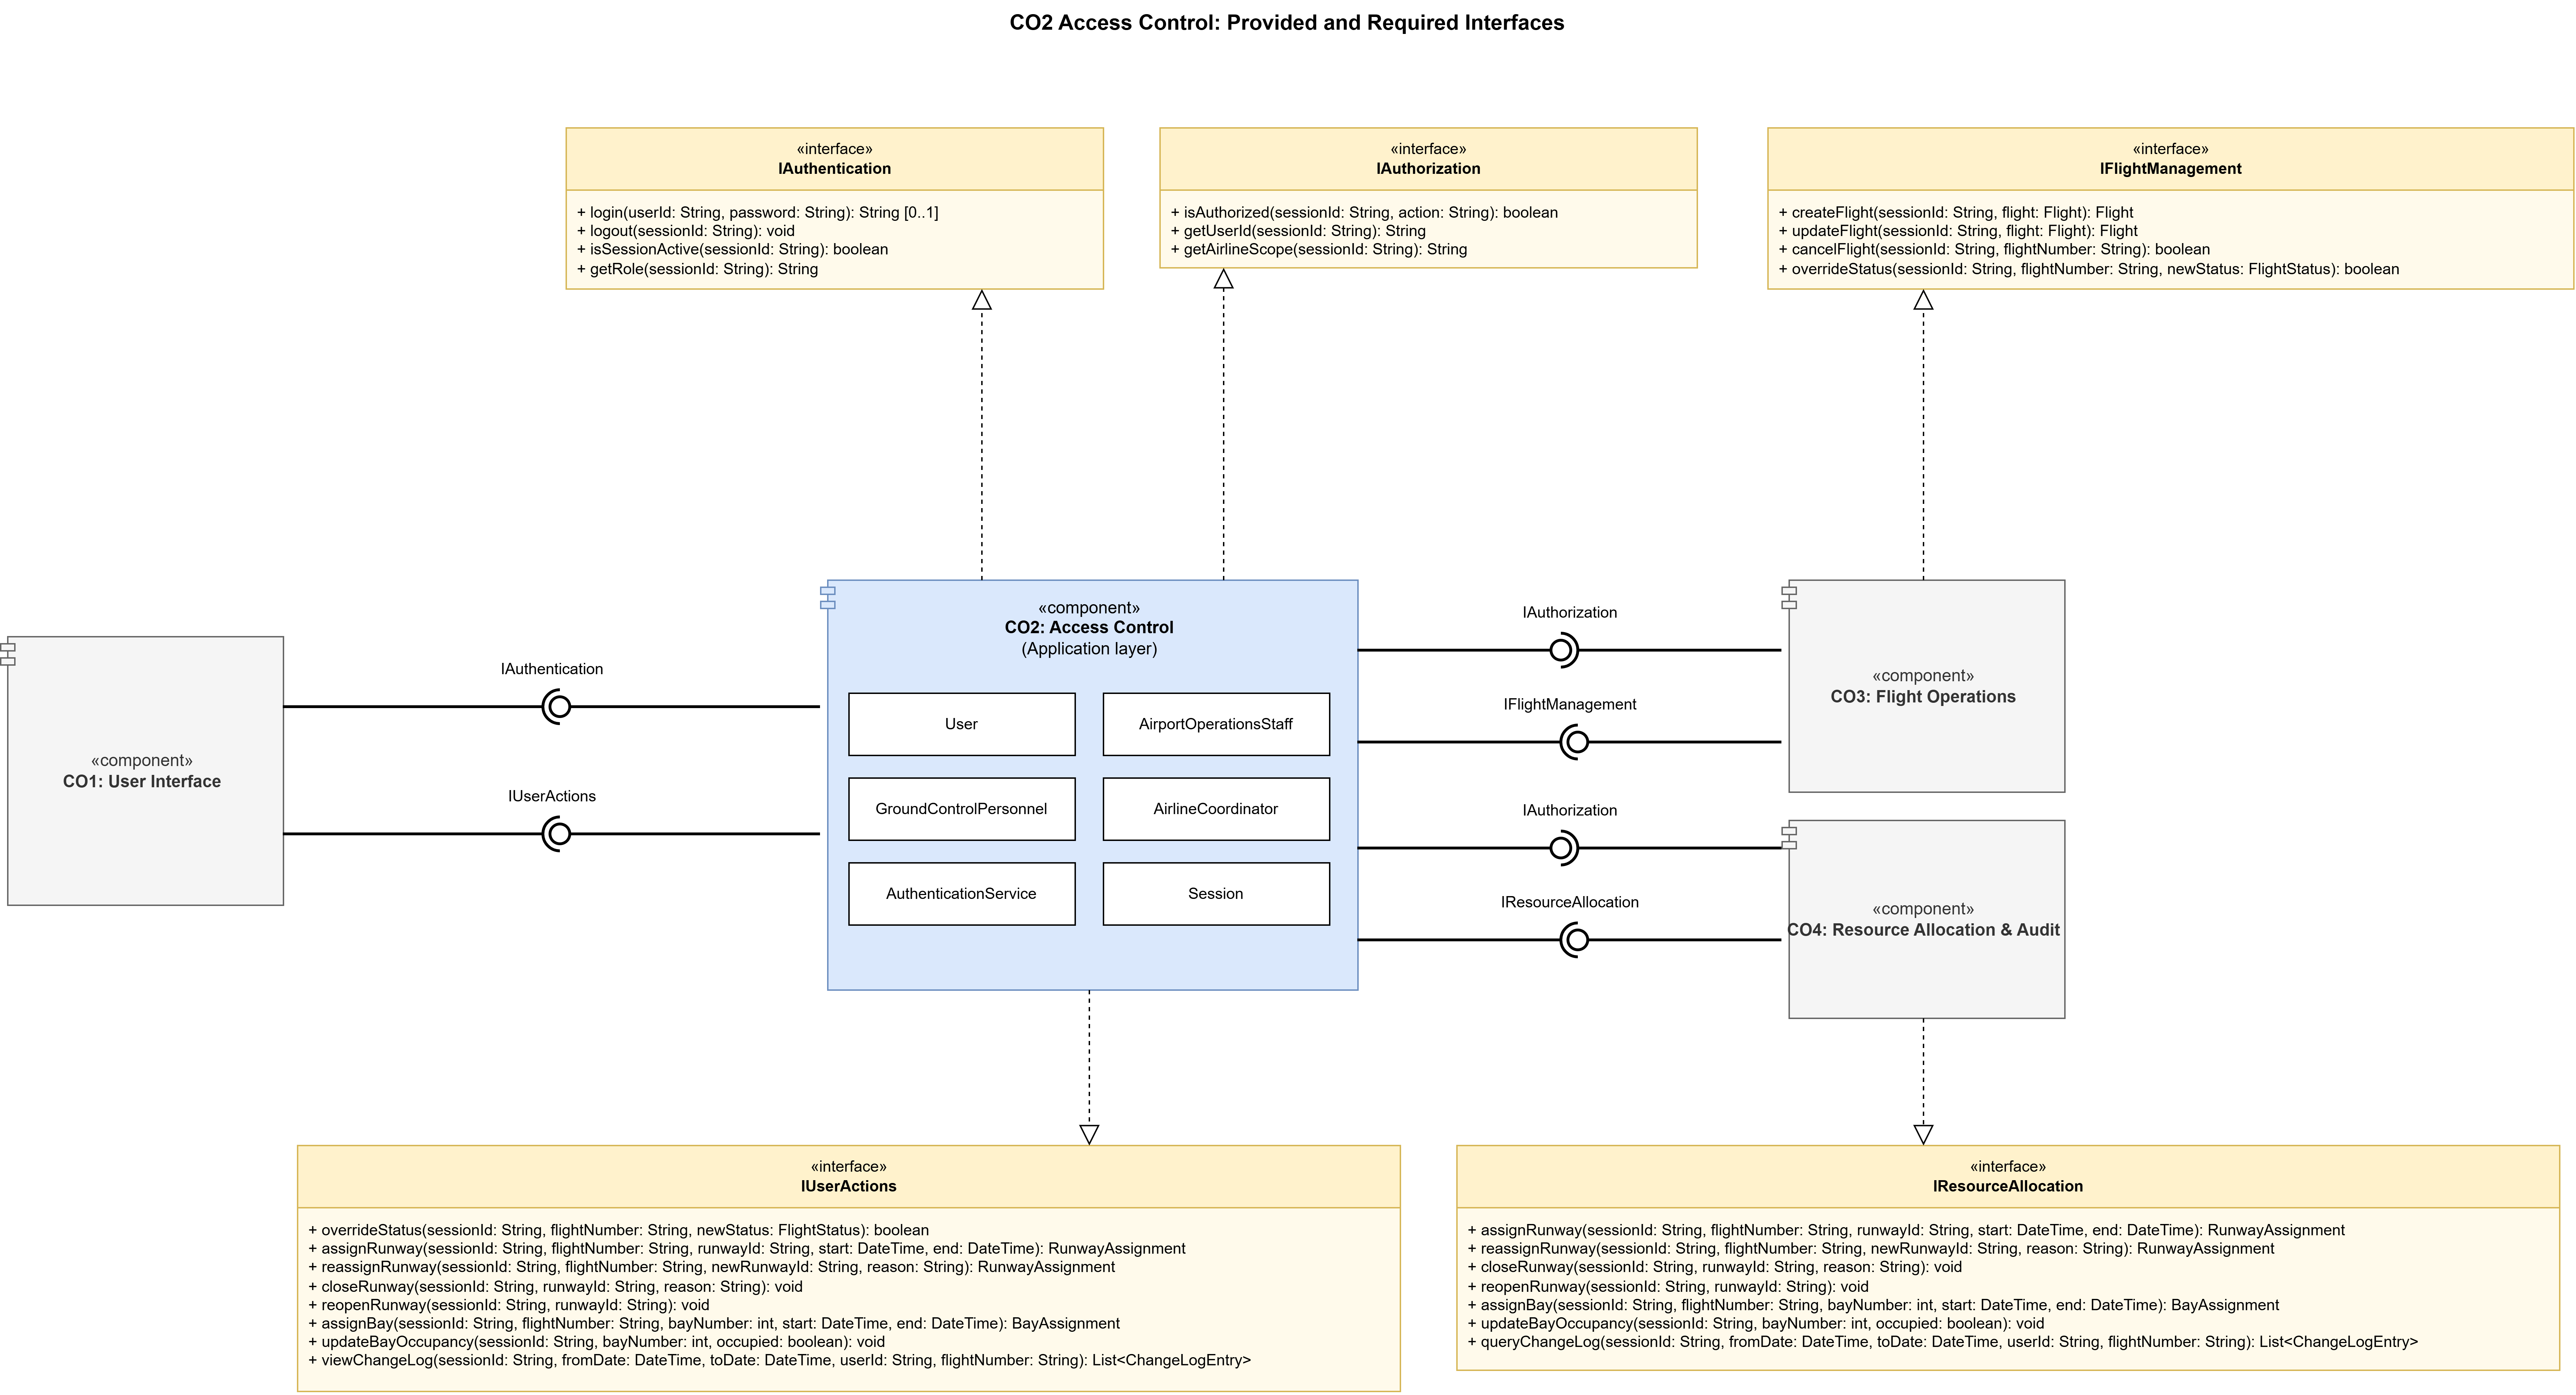 CO2 Access Control: Provided and Required Interfaces
«interface»
IAuthentication
+ login(userId: String, password: String): String [0..1]
+ logout(sessionId: String): void
+ isSessionActive(sessionId: String): boolean
+ getRole(sessionId: String): String
«interface»
IAuthorization
+ isAuthorized(sessionId: String, action: String): boolean
+ getUserId(sessionId: String): String
+ getAirlineScope(sessionId: String): String
«interface»
IFlightManagement
+ createFlight(sessionId: String, flight: Flight): Flight
+ updateFlight(sessionId: String, flight: Flight): Flight
+ cancelFlight(sessionId: String, flightNumber: String): boolean
+ overrideStatus(sessionId: String, flightNumber: String, newStatus: FlightStatus): boolean
«component»
CO1: User Interface
IAuthentication
IUserActions
«component»
CO2: Access Control
(Application layer)
User
AirportOperationsStaff
GroundControlPersonnel
AirlineCoordinator
AuthenticationService
Session
IAuthorization
IFlightManagement
IAuthorization
IResourceAllocation
«component»
CO3: Flight Operations
«component»
CO4: Resource Allocation & Audit
«interface»
IUserActions
+ overrideStatus(sessionId: String, flightNumber: String, newStatus: FlightStatus): boolean
+ assignRunway(sessionId: String, flightNumber: String, runwayId: String, start: DateTime, end: DateTime): RunwayAssignment
+ reassignRunway(sessionId: String, flightNumber: String, newRunwayId: String, reason: String): RunwayAssignment
+ closeRunway(sessionId: String, runwayId: String, reason: String): void
+ reopenRunway(sessionId: String, runwayId: String): void
+ assignBay(sessionId: String, flightNumber: String, bayNumber: int, start: DateTime, end: DateTime): BayAssignment
+ updateBayOccupancy(sessionId: String, bayNumber: int, occupied: boolean): void
+ viewChangeLog(sessionId: String, fromDate: DateTime, toDate: DateTime, userId: String, flightNumber: String): List<ChangeLogEntry>
«interface»
IResourceAllocation
+ assignRunway(sessionId: String, flightNumber: String, runwayId: String, start: DateTime, end: DateTime): RunwayAssignment
+ reassignRunway(sessionId: String, flightNumber: String, newRunwayId: String, reason: String): RunwayAssignment
+ closeRunway(sessionId: String, runwayId: String, reason: String): void
+ reopenRunway(sessionId: String, runwayId: String): void
+ assignBay(sessionId: String, flightNumber: String, bayNumber: int, start: DateTime, end: DateTime): BayAssignment
+ updateBayOccupancy(sessionId: String, bayNumber: int, occupied: boolean): void
+ queryChangeLog(sessionId: String, fromDate: DateTime, toDate: DateTime, userId: String, flightNumber: String): List<ChangeLogEntry>